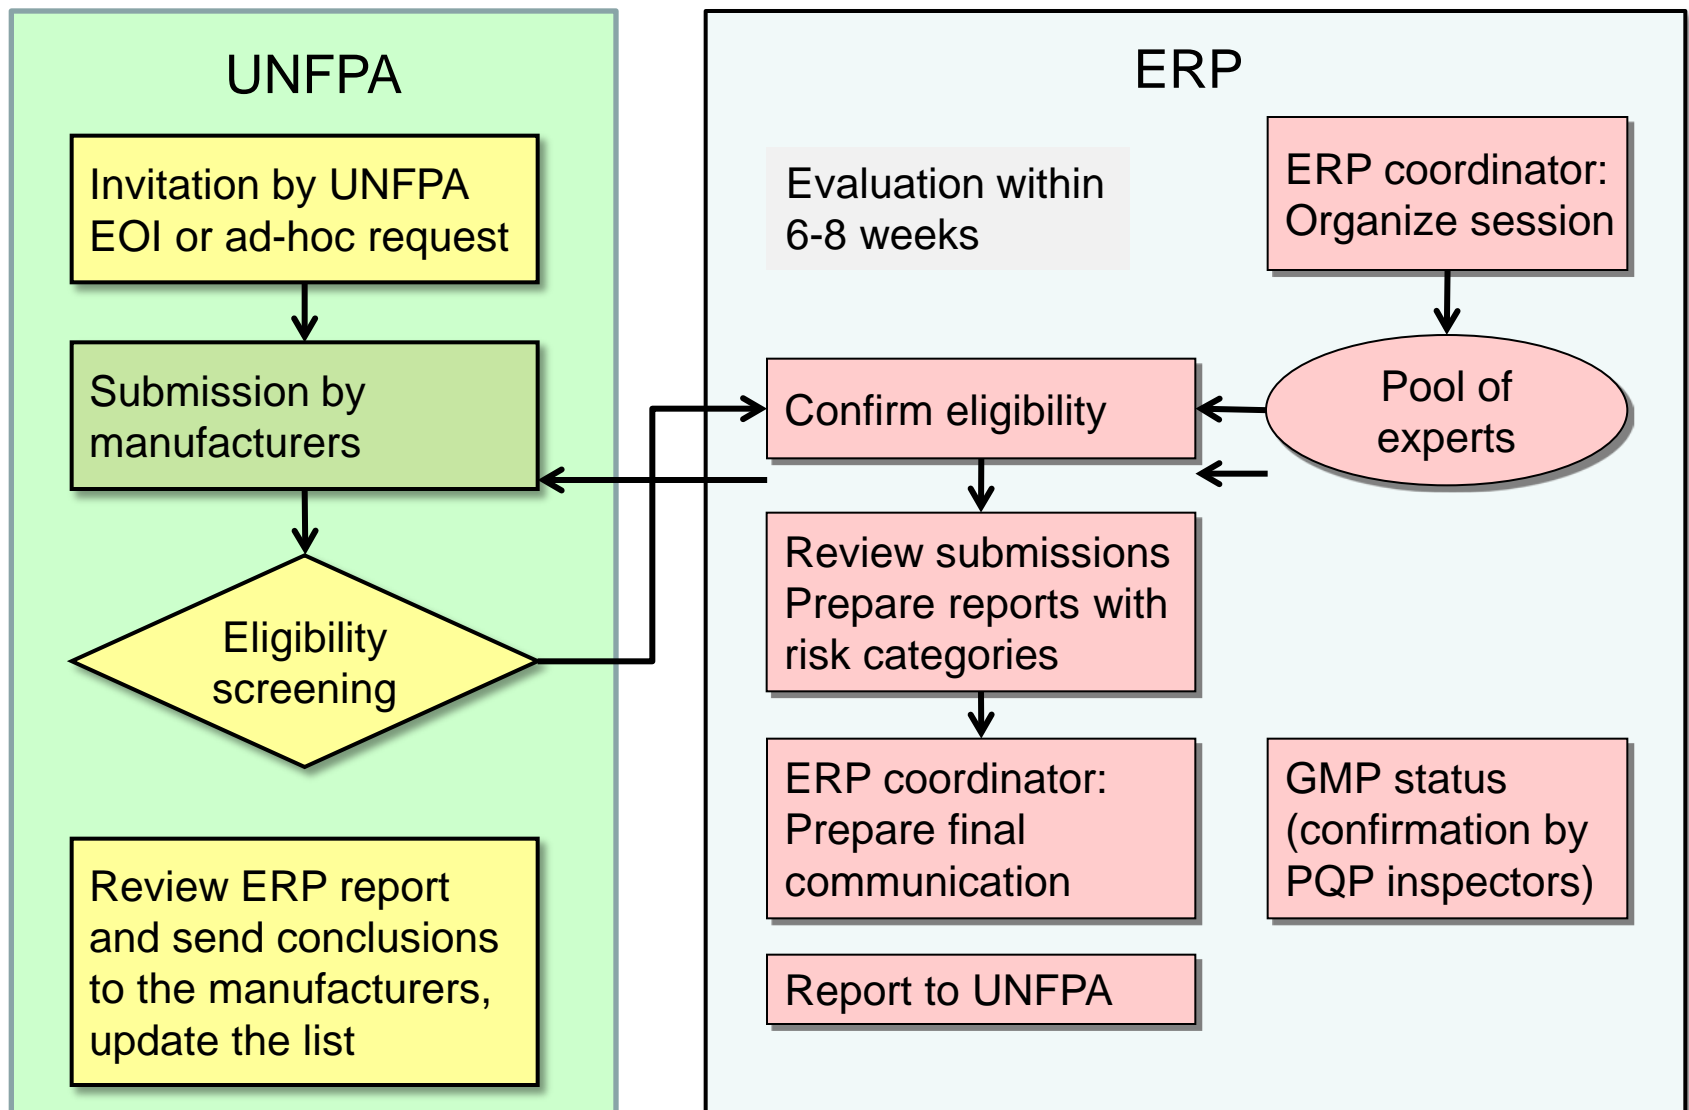 UNFPA
Invitation by UNFPA
EOI or ad-hoc request
Submission by
manufacturers
Eligibility
screening
Review ERP report
and send conclusions
to the manufacturers,
update the list
ERP
Evaluation within
6-8 weeks
ERP coordinator:
Organize session
Confirm eligibility
Pool of
experts
Review submissions
Prepare reports with
risk categories
ERP coordinator:
Prepare final
communication
GMP status
(confirmation by
PQP inspectors)
Report to UNFPA